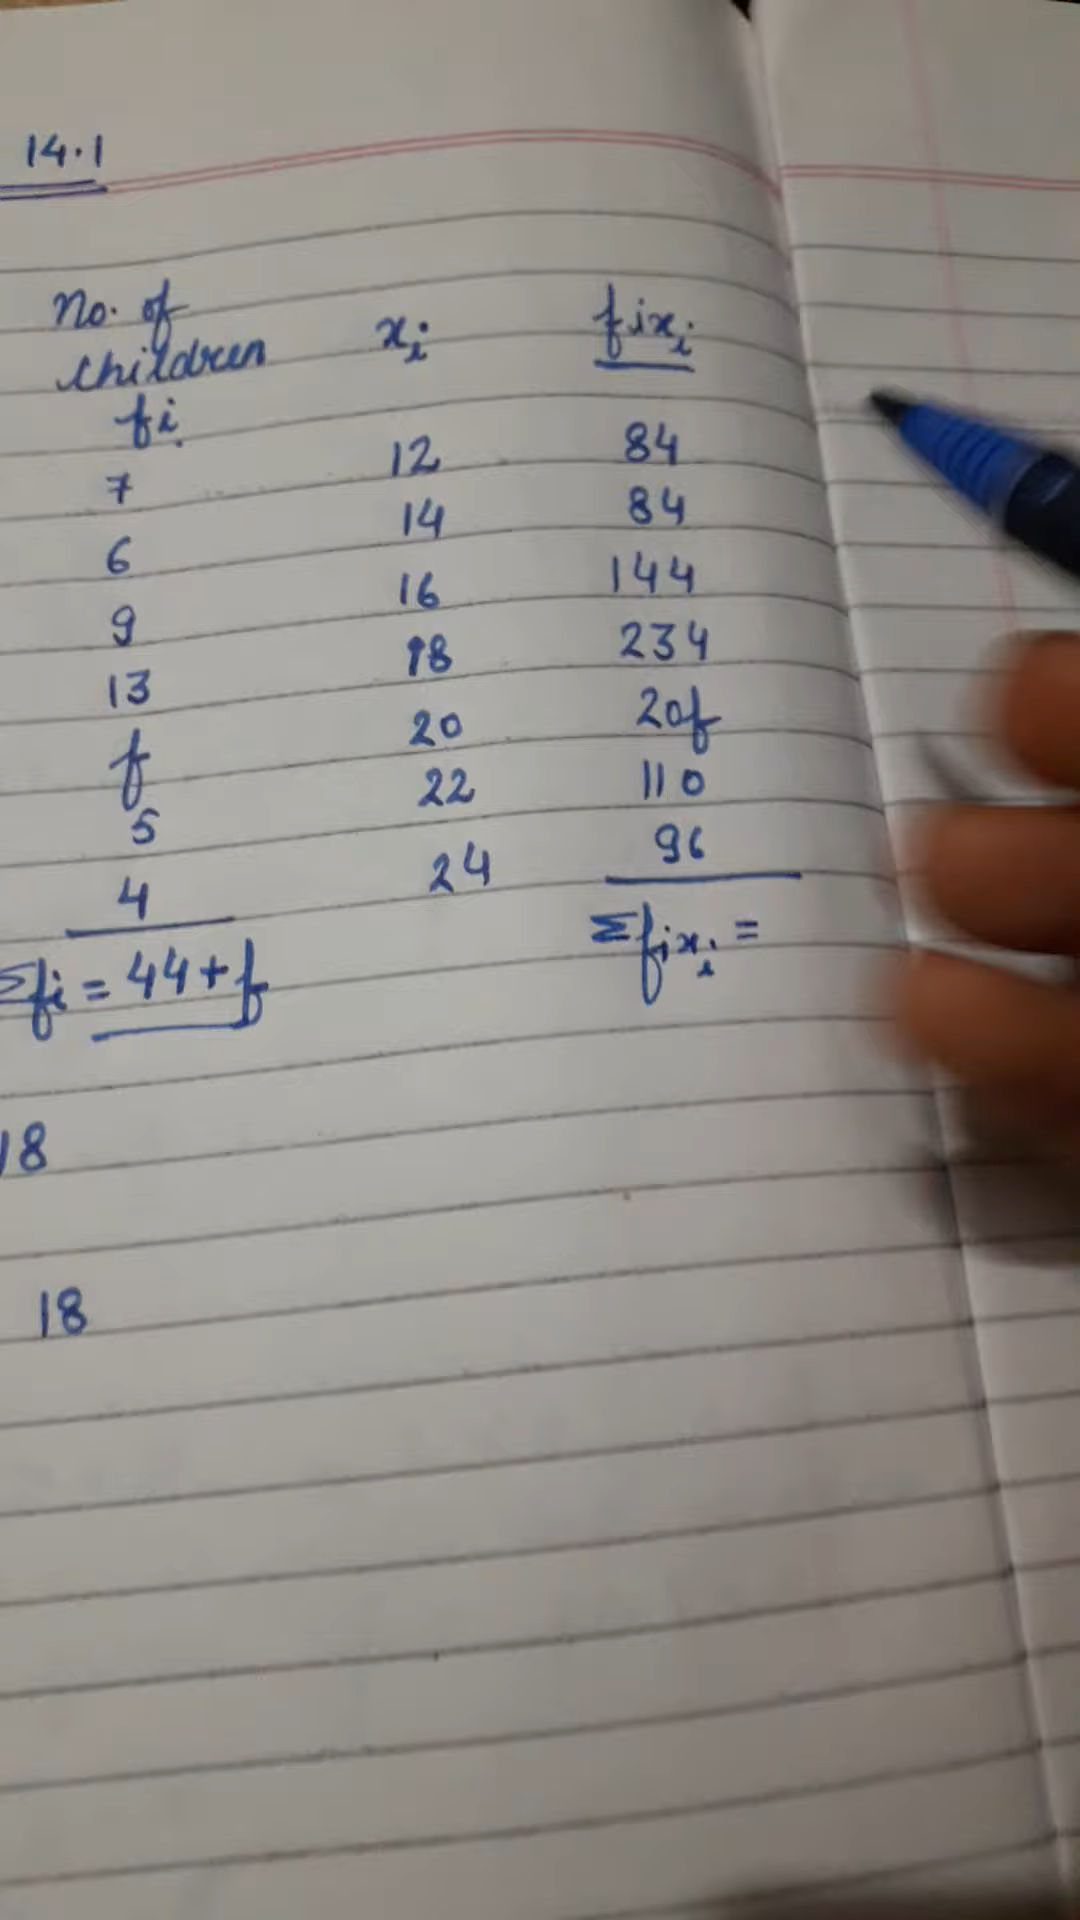 14.1
No. of children fi xi fixi
7 12 84
6 14 84
9 16 144
13 18 234
f 20 20f
5 22 110
4 24 96
Σfi = 44+f Σfixi =
18
18